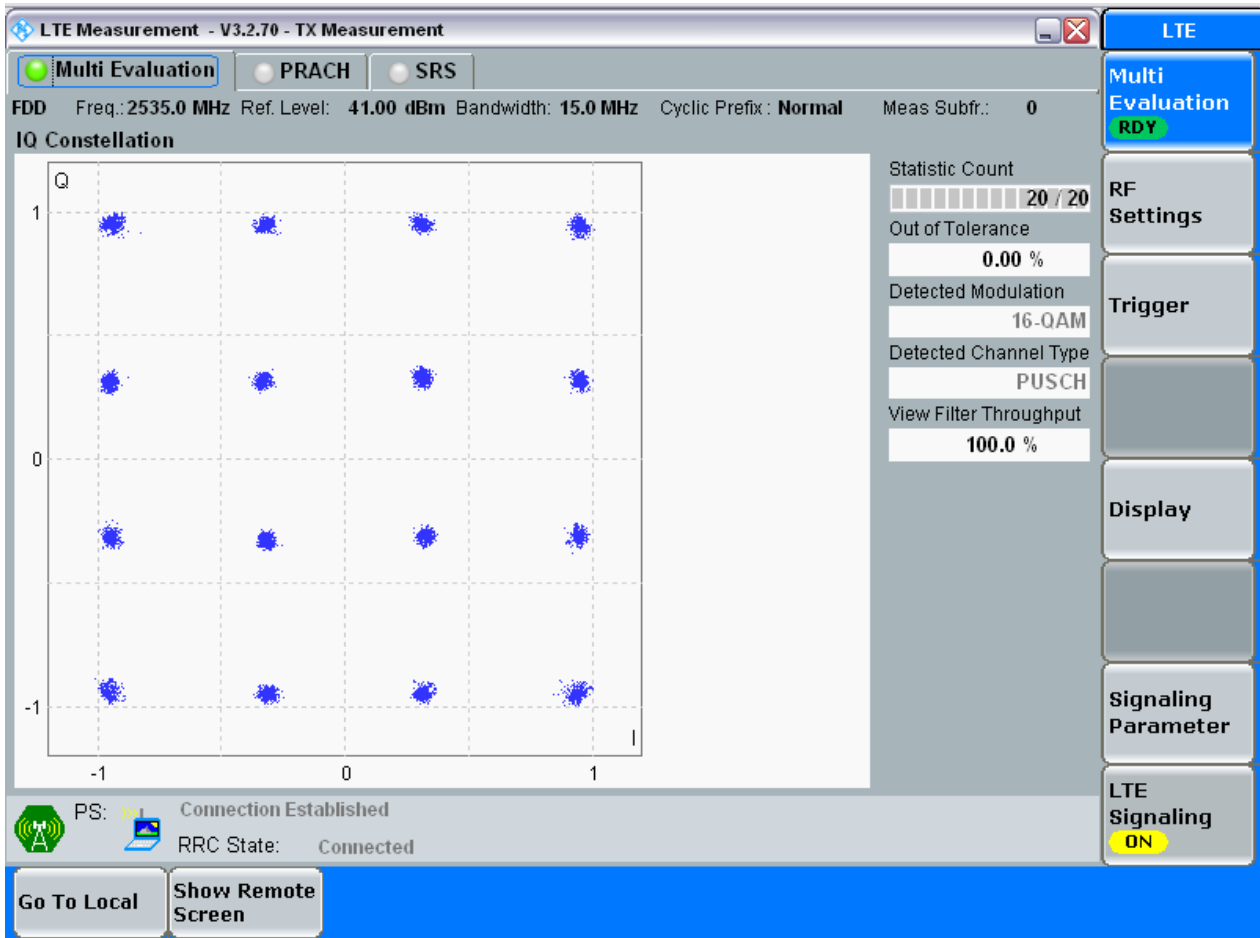 LTE Measurement - V3.2.70 - TX Measurement
LTE
Multi Evaluation PRACH SRS
FDD Freq.: 2535.0 MHz Ref. Level: 41.00 dBm Bandwidth: 15.0 MHz Cyclic Prefix : Normal Meas Subfr.: 0
IQ Constellation
Q
1
0
-1
I
-1 0 1
Statistic Count
20 / 20
Out of Tolerance
0.00 %
Detected Modulation
16-QAM
Detected Channel Type
PUSCH
View Filter Throughput
100.0 %
Multi
Evaluation
RDY
RF
Settings
Trigger
Display
Signaling
Parameter
LTE
Signaling
ON
PS: Connection Established
RRC State: Connected
Go To Local
Show Remote
Screen